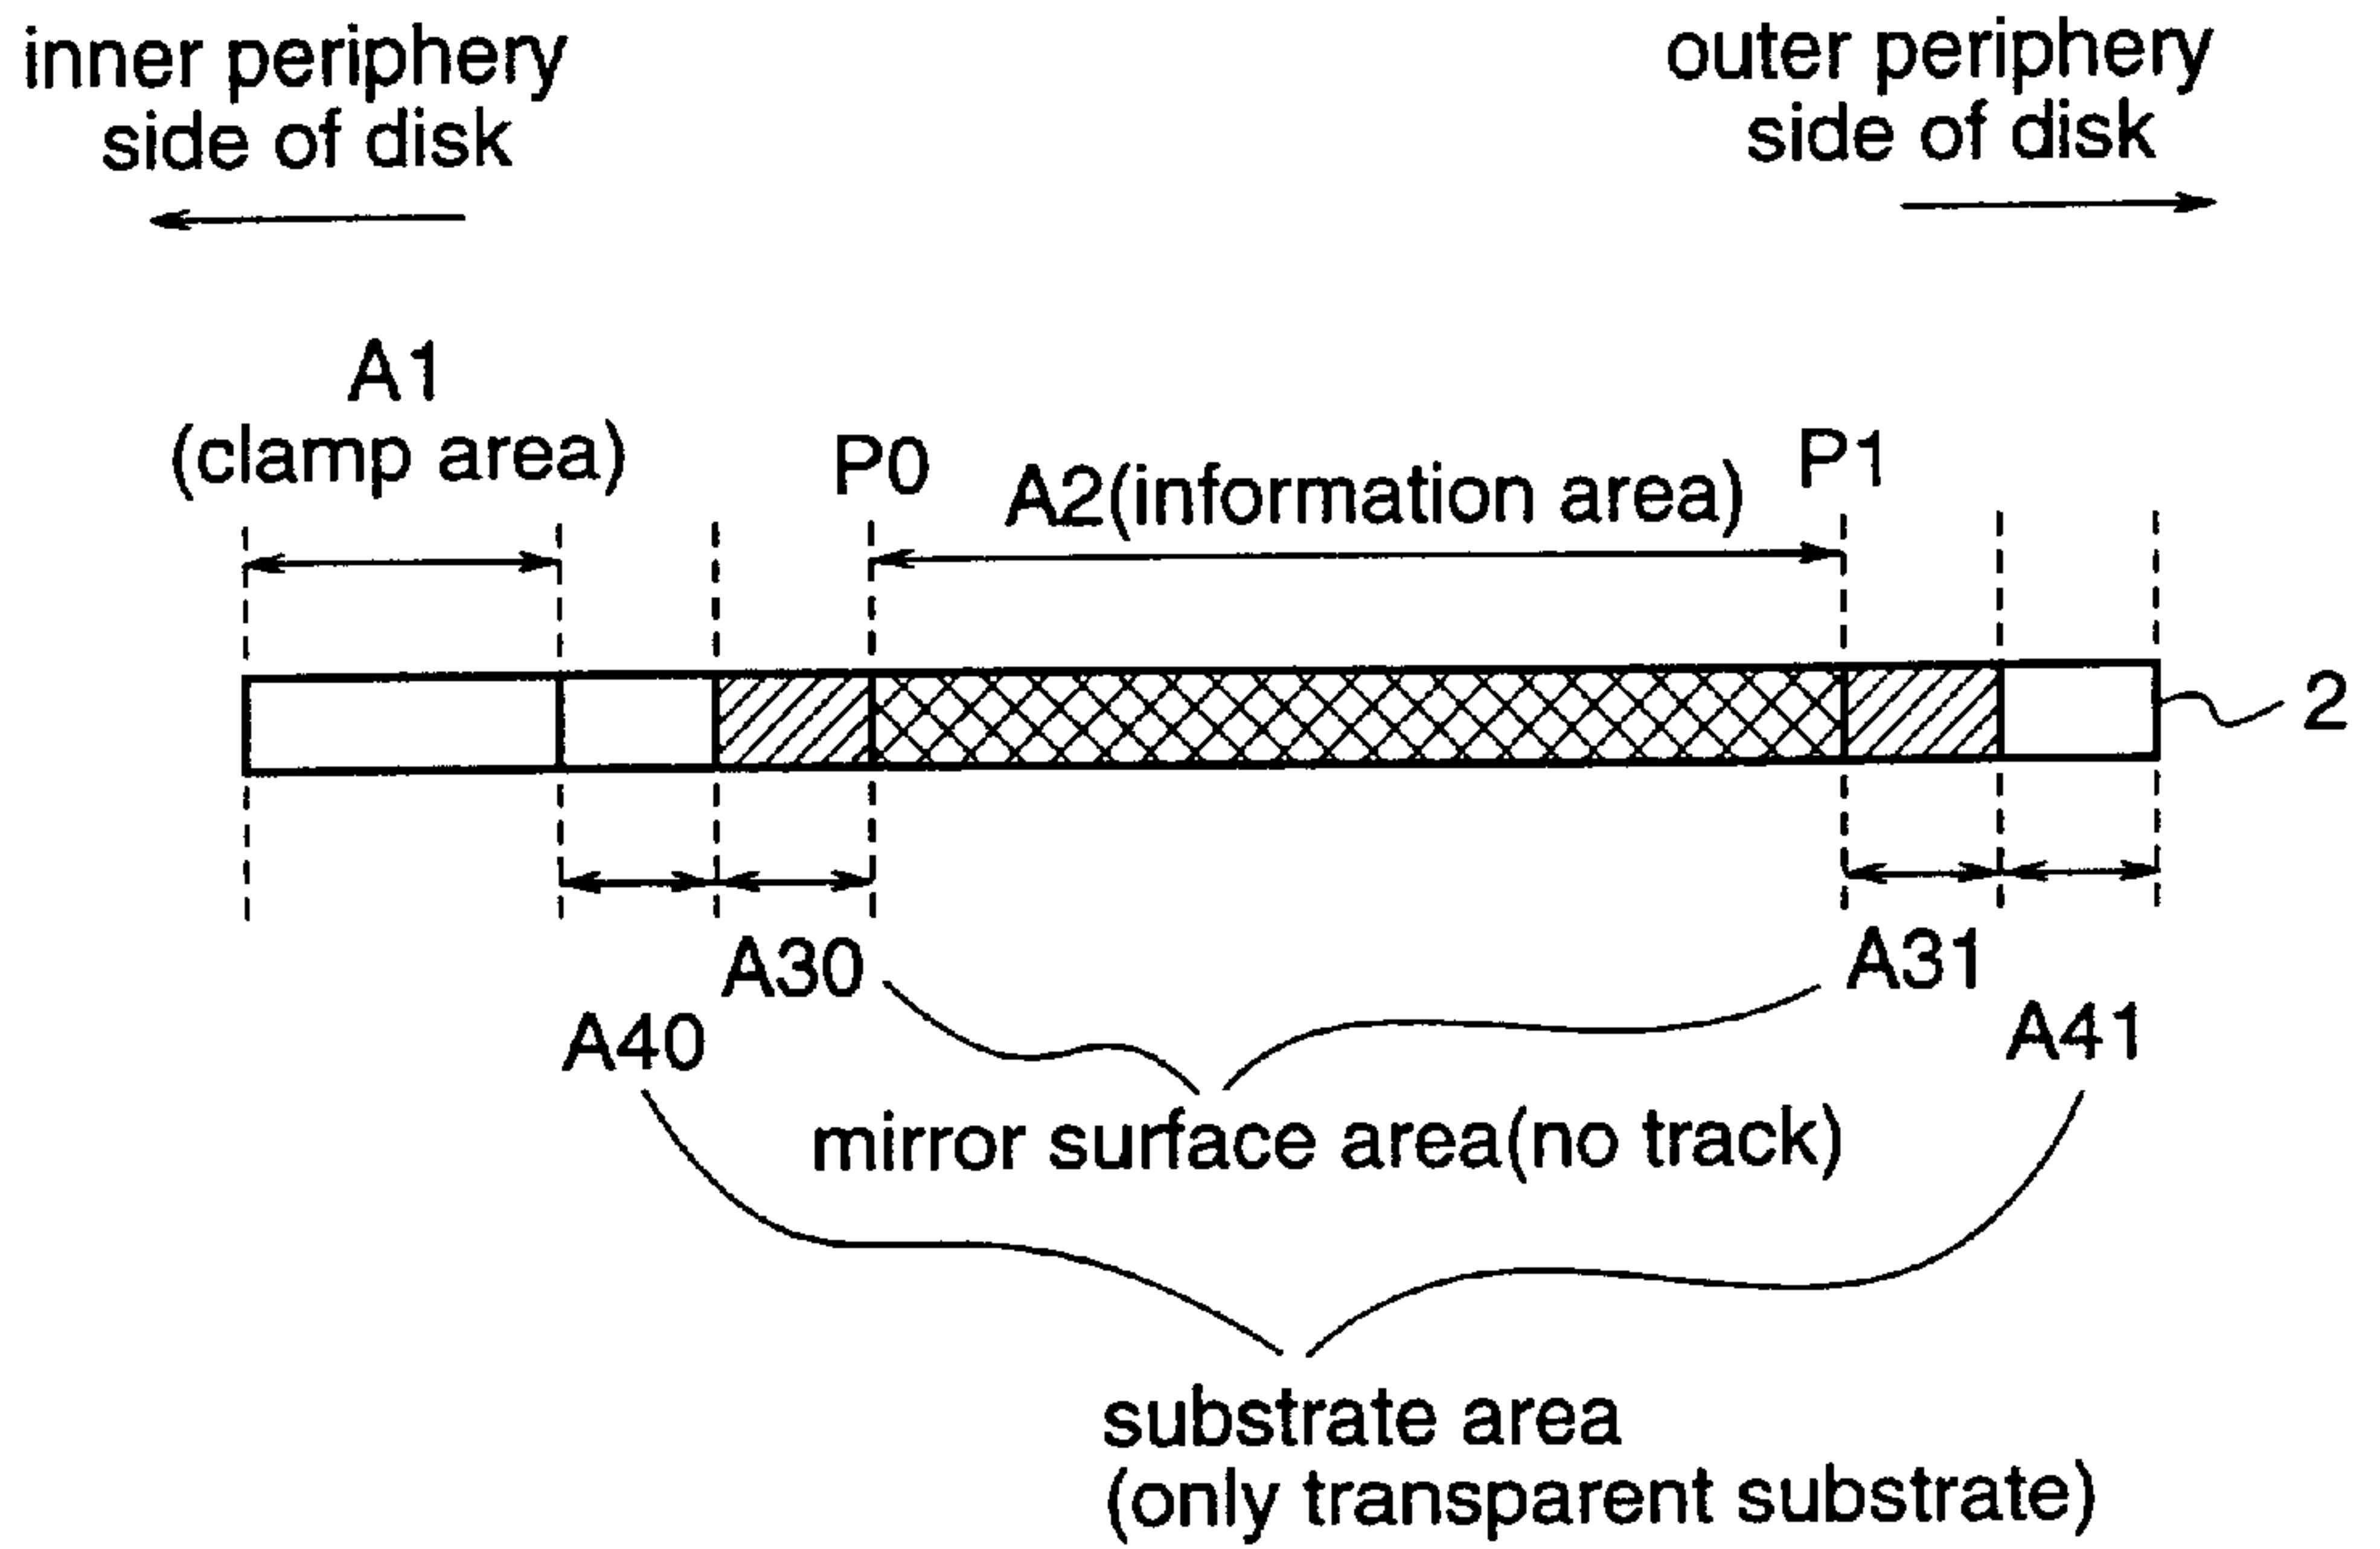 inner periphery
side of disk
outer periphery
side of disk
A1
(clamp area)
P0
A2(information area)
P1
2
A30
A31
A40
A41
mirror surface area(no track)
substrate area
(only transparent substrate)